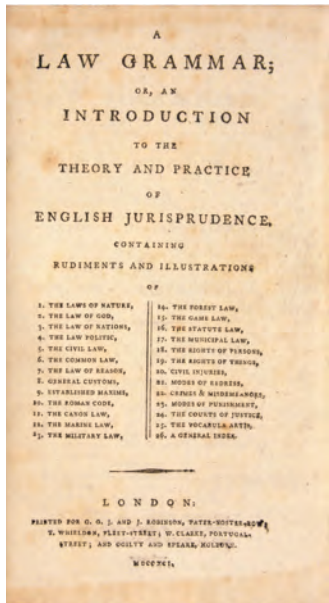 A
LAW GRAMMAR;
OR, AN
INTRODUCTION
TO THE
THEORY AND PRACTICE
OF
ENGLISH JURISPRUDENCE,
CONTAINING
RUDIMENTS AND ILLUSTRATIONS
OF
1. THE LAWS OF NATURE,
2. THE LAW OF GOD,
3. THE LAW OF NATIONS,
4. THE LAW POLITIC,
5. THE CIVIL LAW,
6. THE COMMON LAW,
7. THE LAW OF REASON,
8. GENERAL CUSTOMS,
9. ESTABLISHED MAXIMS,
10. THE ROMAN CODE,
11. THE CANON LAW,
12. THE MARINE LAW,
13. THE MILITARY LAW,
14. THE FOREST LAW,
15. THE GAME LAW,
16. THE STATUTE LAW,
17. THE MUNICIPAL LAW,
18. THE RIGHTS OF PERSONS,
19. THE RIGHTS OF THINGS,
20. CIVIL INJURIES,
21. MODES OF REDRESS,
22. CRIMES & MISDEMEANORS,
23. MODES OF PUNISHMENT,
24. THE COURTS OF JUSTICE,
25. THE VOCABULA ARTIS,
26. A GENERAL INDEX.
LONDON:
PRINTED FOR G. G. J. AND J. ROBINSON, PATER-NOSTER-ROW;
T. WHIELDON, FLEET-STREET; W. CLARKE, PORTUGAL-
STREET; AND OGILVY AND SPEARE, HOLBORN.
MDCCXCI.